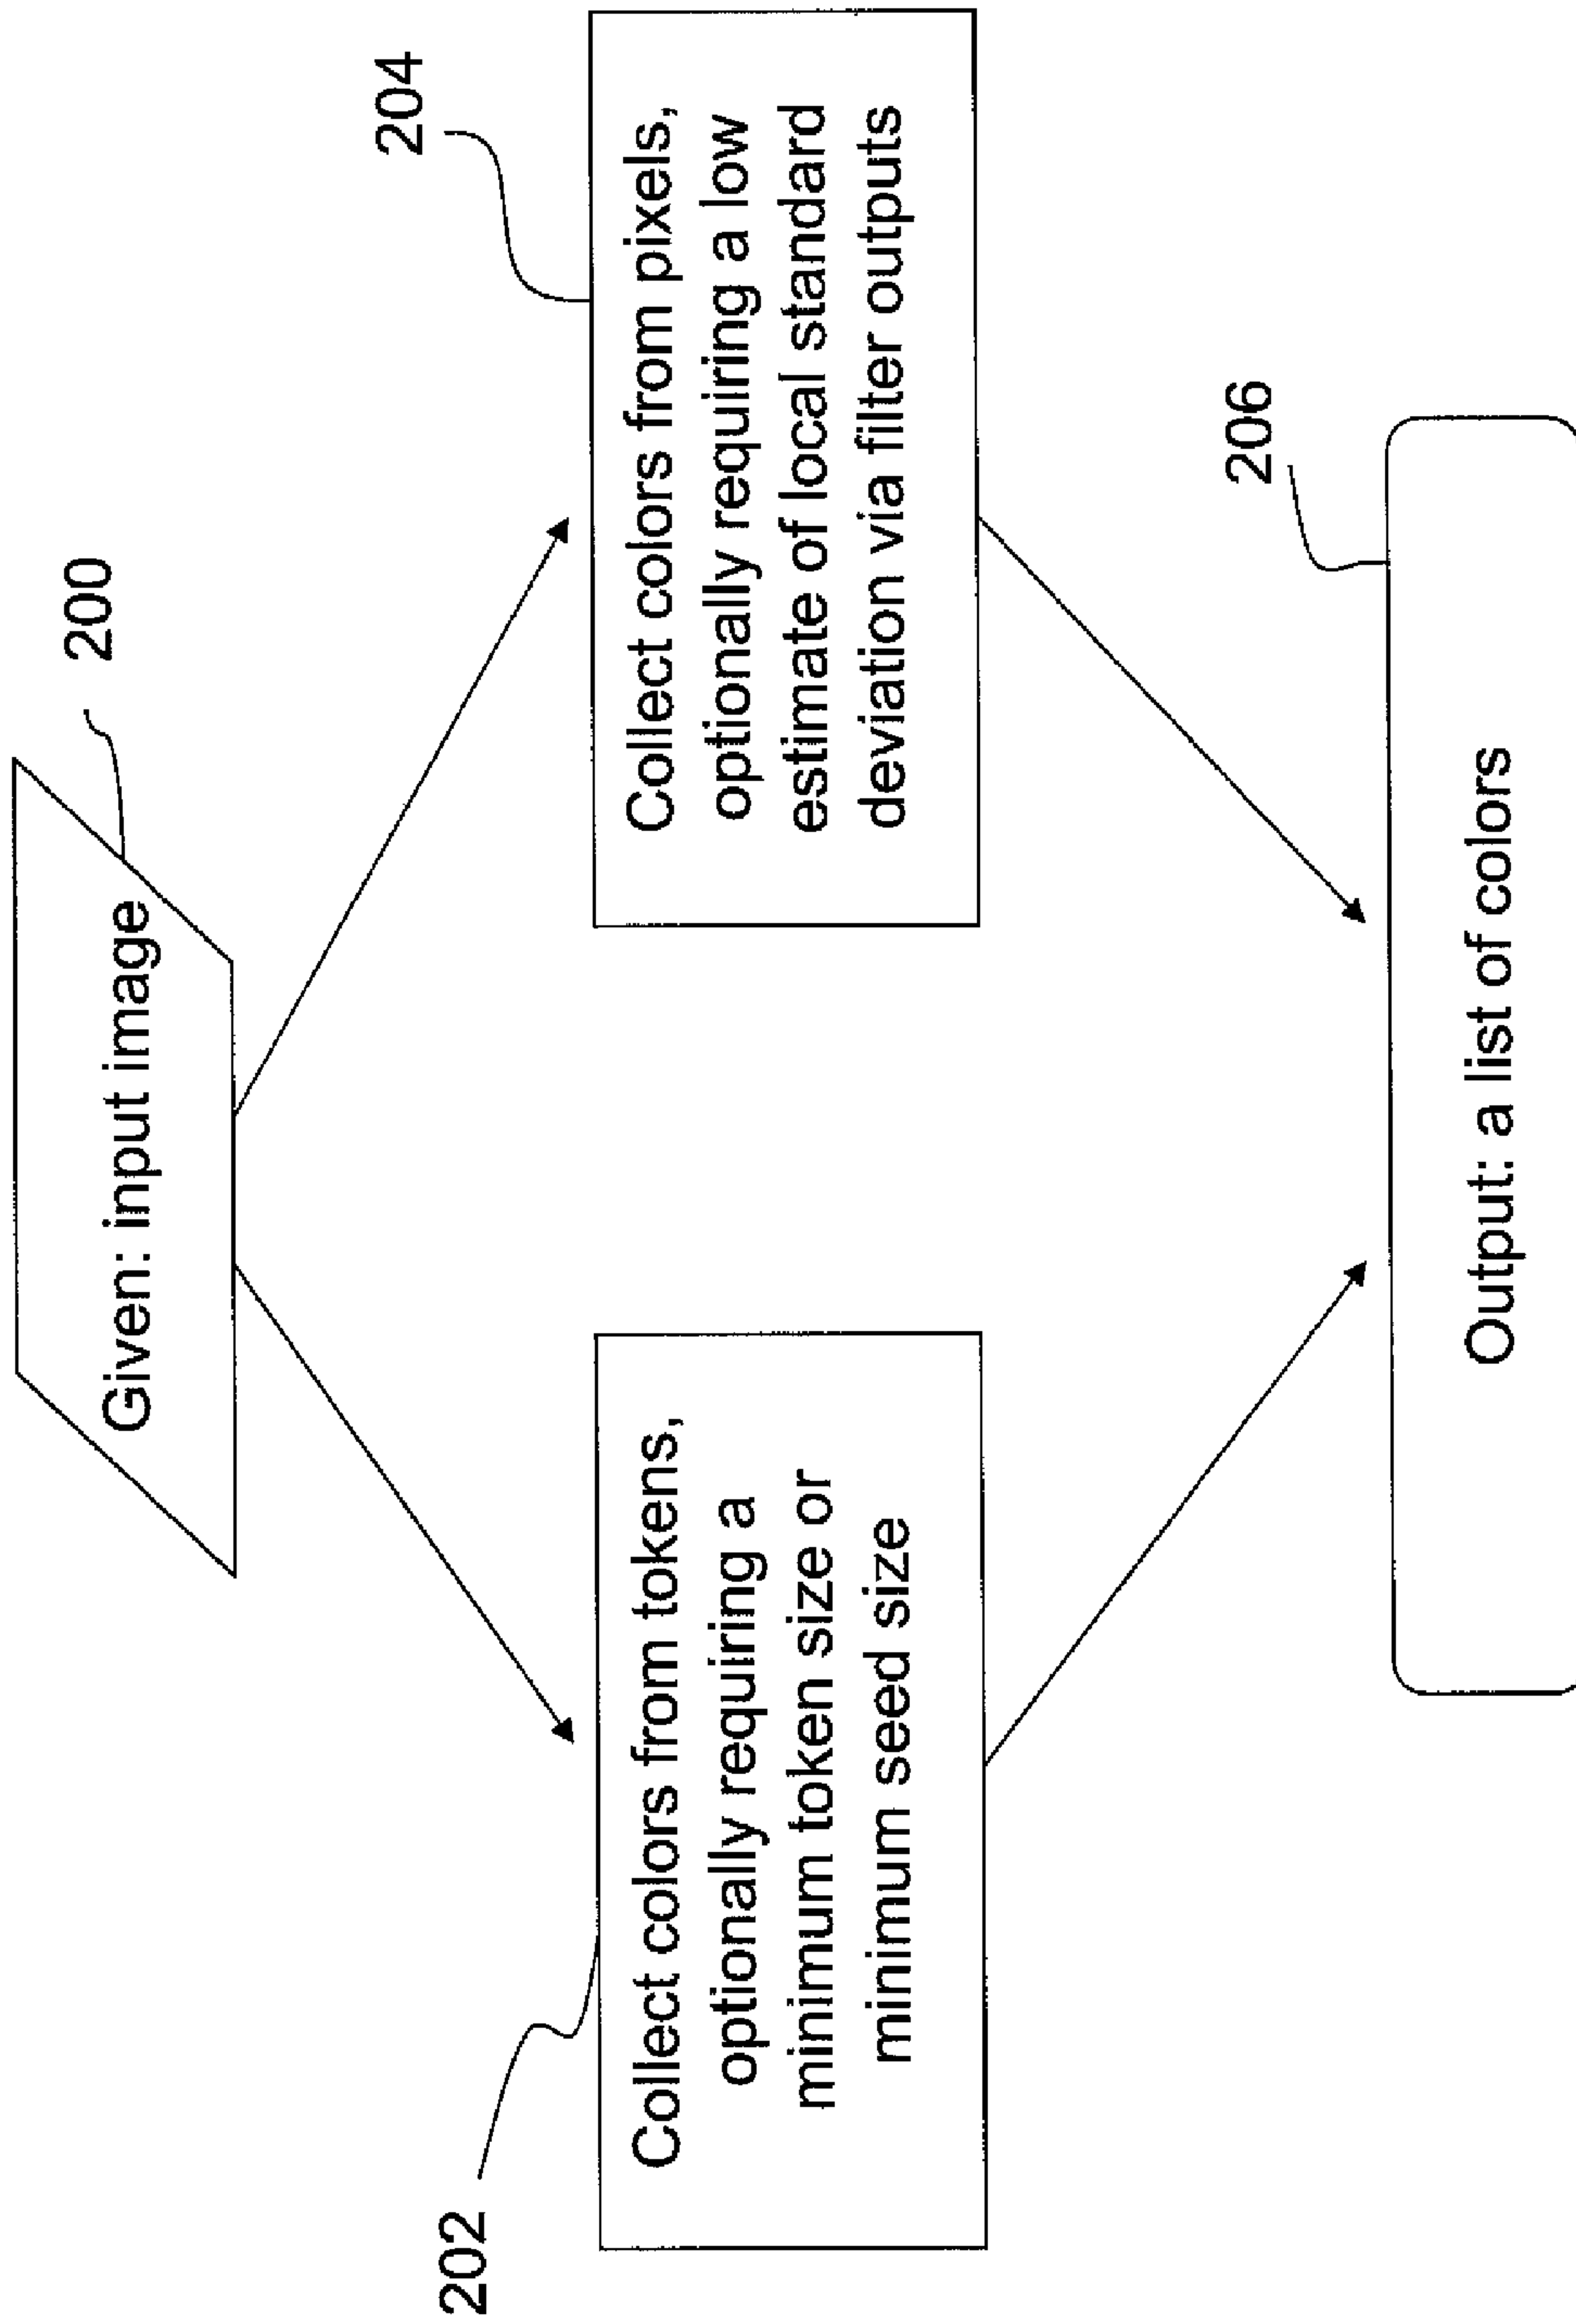 Given: input image
200
202
Collect colors from tokens,
optionally requiring a
minimum token size or
minimum seed size
204
Collect colors from pixels,
optionally requiring a low
estimate of local standard
deviation via filter outputs
206
Output: a list of colors